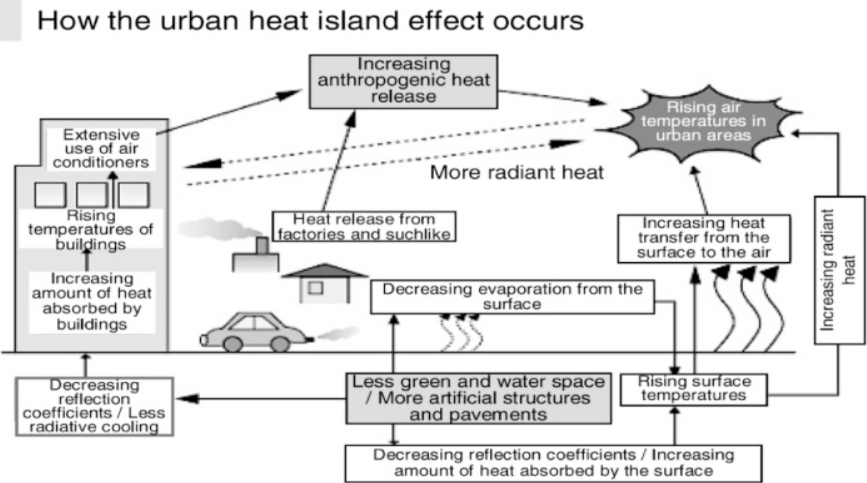 How the urban heat island effect occurs
Increasing
anthropogenic heat
release
Rising air
temperatures in
urban areas
Extensive
use of air
conditioners
More radiant heat
Rising
temperatures of
buildings
Heat release from
factories and suchlike
Increasing heat
transfer from the
surface to the air
Increasing radiant
heat
Increasing
amount of heat
absorbed by
buildings
Decreasing evaporation from the
surface
Decreasing
reflection
coefficients / Less
radiative cooling
Less green and water space
/ More artificial structures
and pavements
Rising surface
temperatures
Decreasing reflection coefficients / Increasing
amount of heat absorbed by the surface